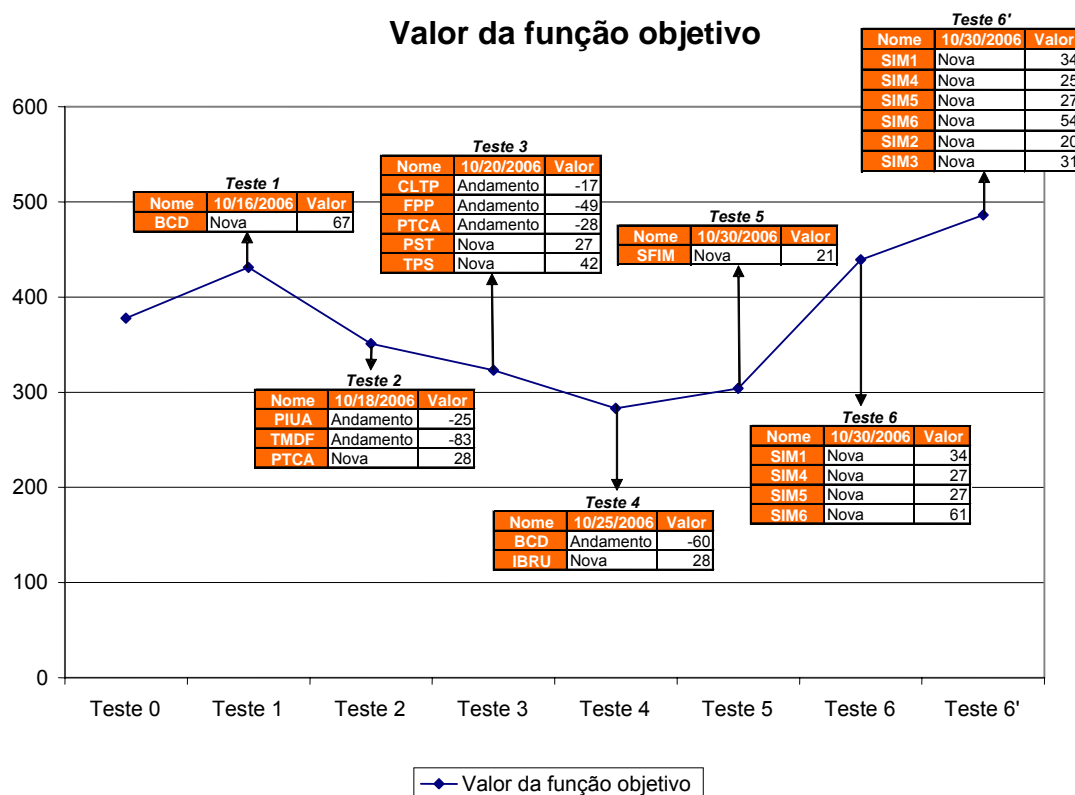 Valor da função objetivo
Teste 6'
Nome 10/30/2006 Valor
SIM1 Nova 34
SIM4 Nova 25
SIM5 Nova 27
SIM6 Nova 54
SIM2 Nova 20
SIM3 Nova 31
Teste 3
Nome 10/20/2006 Valor
CLTP Andamento -17
FPP Andamento -49
PTCA Andamento -28
PST Nova 27
TPS Nova 42
Teste 1
Nome 10/16/2006 Valor
BCD Nova 67
Teste 5
Nome 10/30/2006 Valor
SFIM Nova 21
Teste 2
Nome 10/18/2006 Valor
PIUA Andamento -25
TMDF Andamento -83
PTCA Nova 28
Teste 6
Nome 10/30/2006 Valor
SIM1 Nova 34
SIM4 Nova 27
SIM5 Nova 27
SIM6 Nova 61
Teste 4
Nome 10/25/2006 Valor
BCD Andamento -60
IBRU Nova 28
600
500
400
300
200
100
0
Teste 0 Teste 1 Teste 2 Teste 3 Teste 4 Teste 5 Teste 6 Teste 6'
Valor da função objetivo